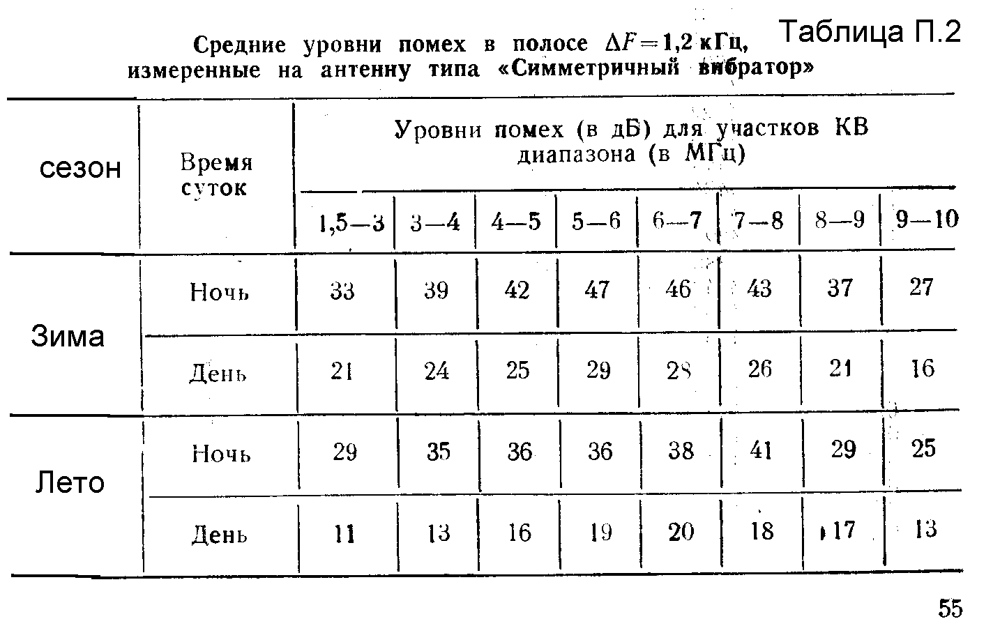 Таблица П.2
Средние уровни помех в полосе ΔF=1,2 кГц,
измеренные на антенну типа «Симметричный вибратор»
сезон
Время
суток
Уровни помех (в дБ) для участков КВ
диапазона (в МГц)
1,5—3 3—4 4—5 5—6 6—7 7—8 8—9 9—10
Зима
Ночь 33 39 42 47 46 43 37 27
День 21 24 25 29 28 26 21 16
Лето
Ночь 29 35 36 36 38 41 29 25
День 11 13 16 19 20 18 17 13
55